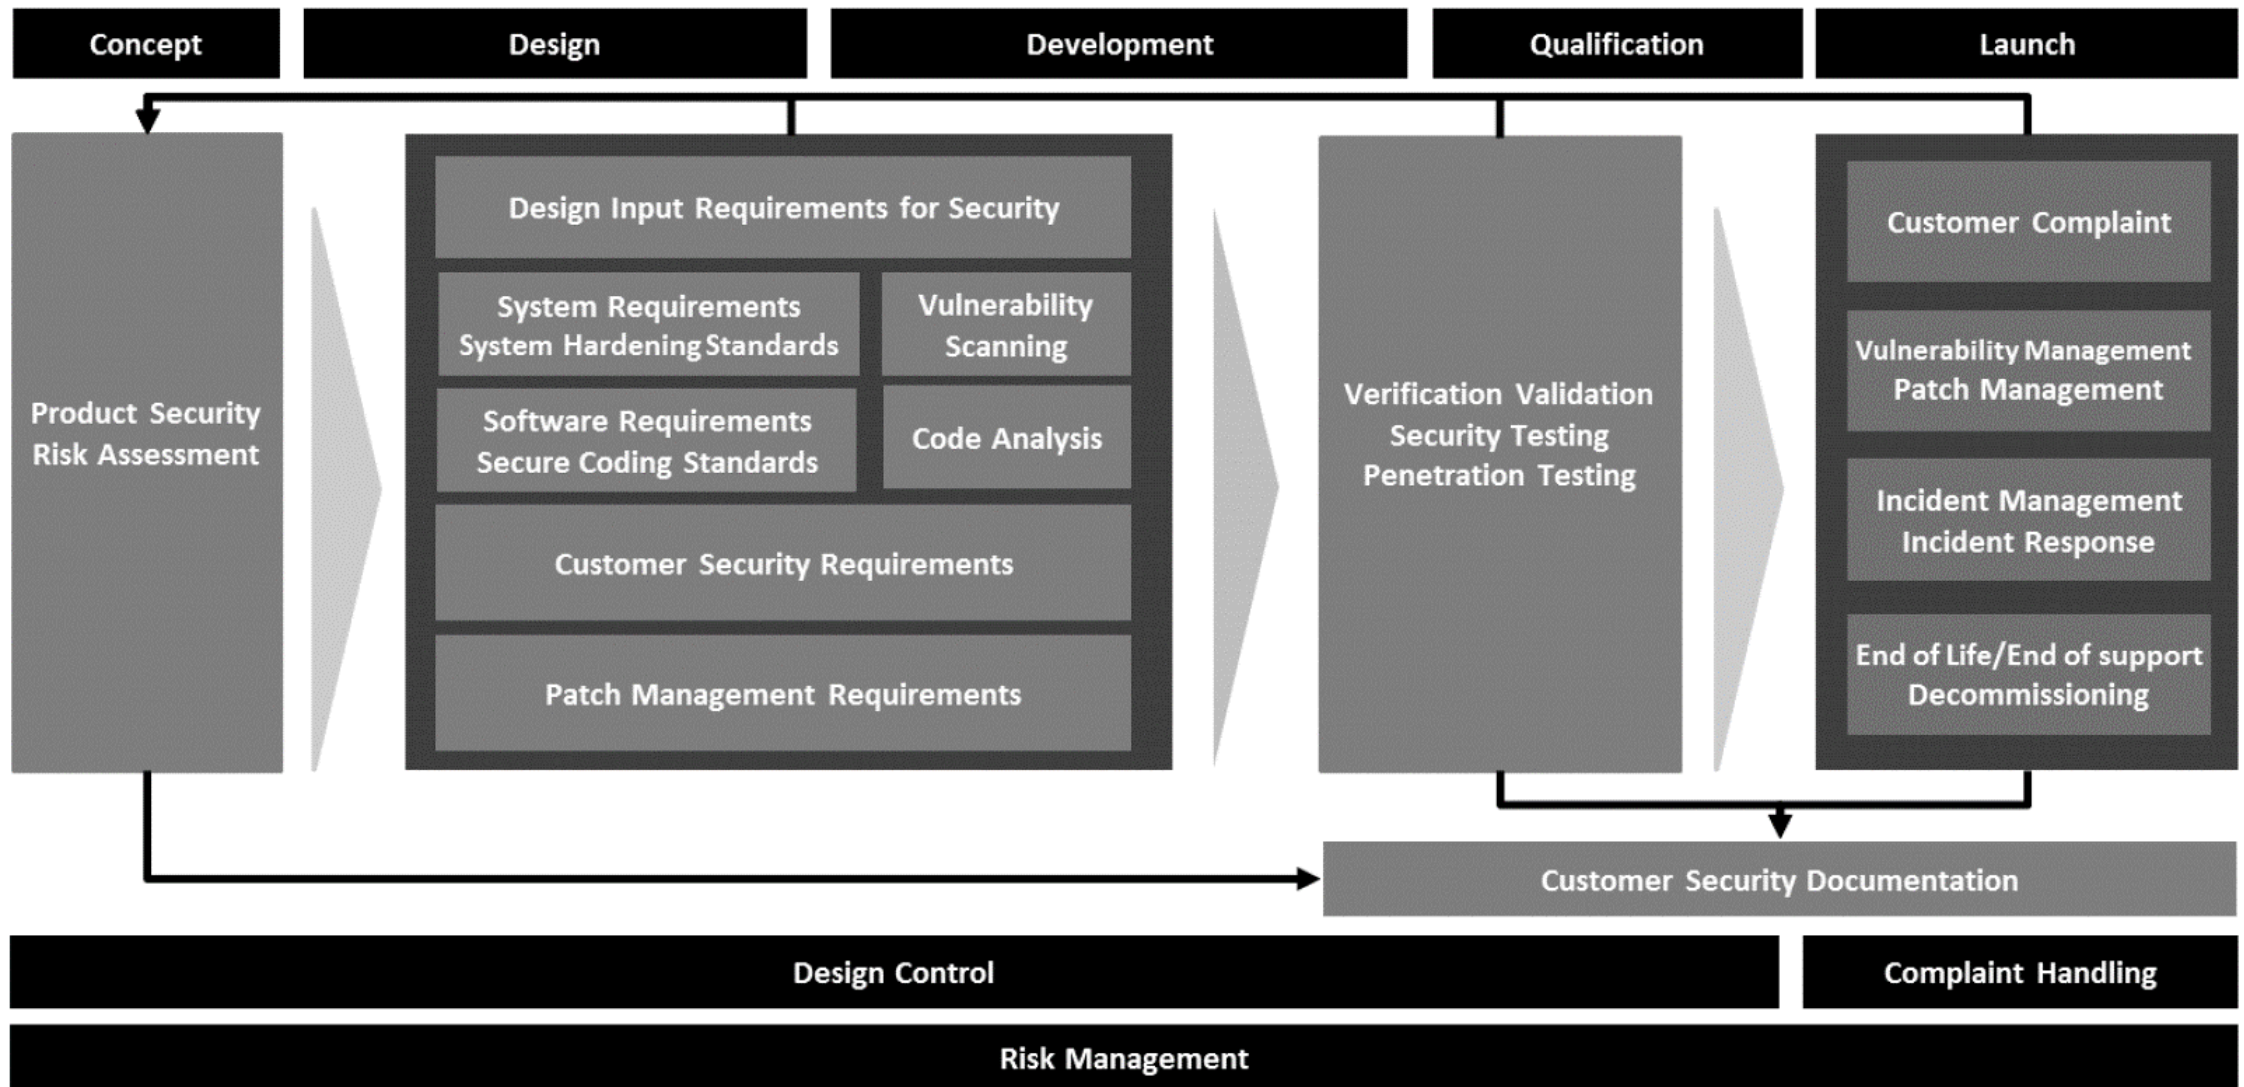 Concept
Design
Development
Qualification
Launch
Product Security
Risk Assessment
Design Input Requirements for Security
System Requirements
System Hardening Standards
Vulnerability
Scanning
Software Requirements
Secure Coding Standards
Code Analysis
Customer Security Requirements
Patch Management Requirements
Verification Validation
Security Testing
Penetration Testing
Customer Complaint
Vulnerability Management
Patch Management
Incident Management
Incident Response
End of Life/End of support
Decommissioning
Customer Security Documentation
Design Control
Complaint Handling
Risk Management